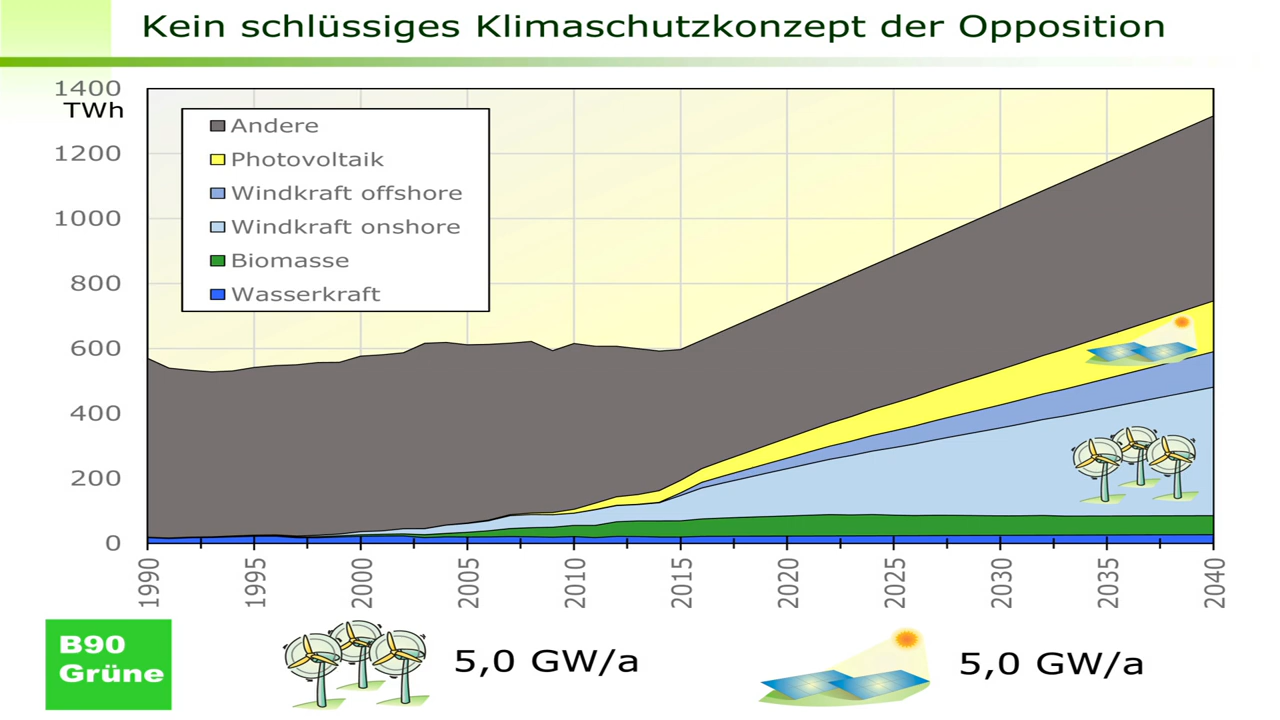 Kein schlüssiges Klimaschutzkonzept der Opposition
1400
TWh
1200
1000
800
600
400
200
0
Andere
Photovoltaik
Windkraft offshore
Windkraft onshore
Biomasse
Wasserkraft
1990
1995
2000
2005
2010
2015
2020
2025
2030
2035
2040
B90
Grüne
5,0 GW/a
5,0 GW/a